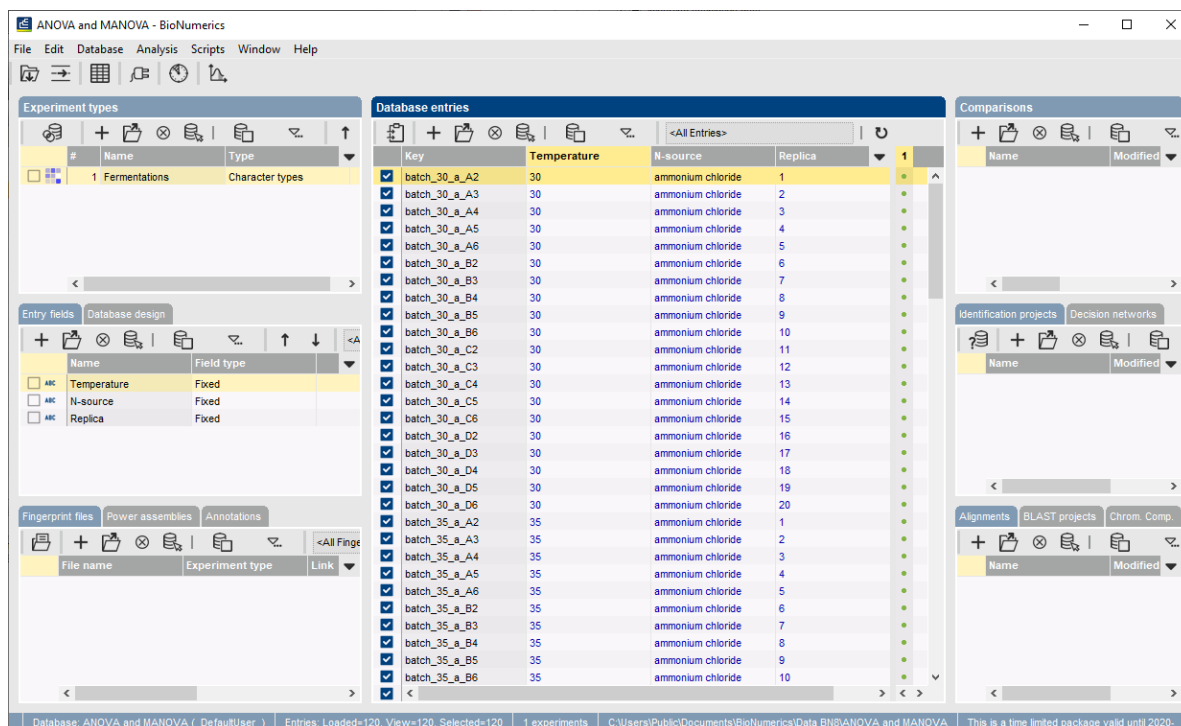 ANOVA and MANOVA - BioNumerics
File Edit Database Analysis Scripts Window Help
Experiment types
# Name Type
1 Fermentations Character types
Entry fields Database design
<A
Name Field type
ABC Temperature Fixed
ABC N-source Fixed
ABC Replica Fixed
Fingerprint files Power assemblies Annotations
<All Finge
File name Experiment type Link
Database entries
<All Entries>
Key Temperature N-source Replica 1
batch_30_a_A2 30 ammonium chloride 1
batch_30_a_A3 30 ammonium chloride 2
batch_30_a_A4 30 ammonium chloride 3
batch_30_a_A5 30 ammonium chloride 4
batch_30_a_A6 30 ammonium chloride 5
batch_30_a_B2 30 ammonium chloride 6
batch_30_a_B3 30 ammonium chloride 7
batch_30_a_B4 30 ammonium chloride 8
batch_30_a_B5 30 ammonium chloride 9
batch_30_a_B6 30 ammonium chloride 10
batch_30_a_C2 30 ammonium chloride 11
batch_30_a_C3 30 ammonium chloride 12
batch_30_a_C4 30 ammonium chloride 13
batch_30_a_C5 30 ammonium chloride 14
batch_30_a_C6 30 ammonium chloride 15
batch_30_a_D2 30 ammonium chloride 16
batch_30_a_D3 30 ammonium chloride 17
batch_30_a_D4 30 ammonium chloride 18
batch_30_a_D5 30 ammonium chloride 19
batch_30_a_D6 30 ammonium chloride 20
batch_35_a_A2 35 ammonium chloride 1
batch_35_a_A3 35 ammonium chloride 2
batch_35_a_A4 35 ammonium chloride 3
batch_35_a_A5 35 ammonium chloride 4
batch_35_a_A6 35 ammonium chloride 5
batch_35_a_B2 35 ammonium chloride 6
batch_35_a_B3 35 ammonium chloride 7
batch_35_a_B4 35 ammonium chloride 8
batch_35_a_B5 35 ammonium chloride 9
batch_35_a_B6 35 ammonium chloride 10
Comparisons
Name Modified
Identification projects Decision networks
Name Modified
Alignments BLAST projects Chrom. Comp.
Name Modified
Database: ANOVA and MANOVA (_DefaultUser_) Entries: Loaded=120, View=120, Selected=120 1 experiments C:\Users\Public\Documents\BioNumerics\Data BN8\ANOVA and MANOVA This is a time limited package valid until 2020-